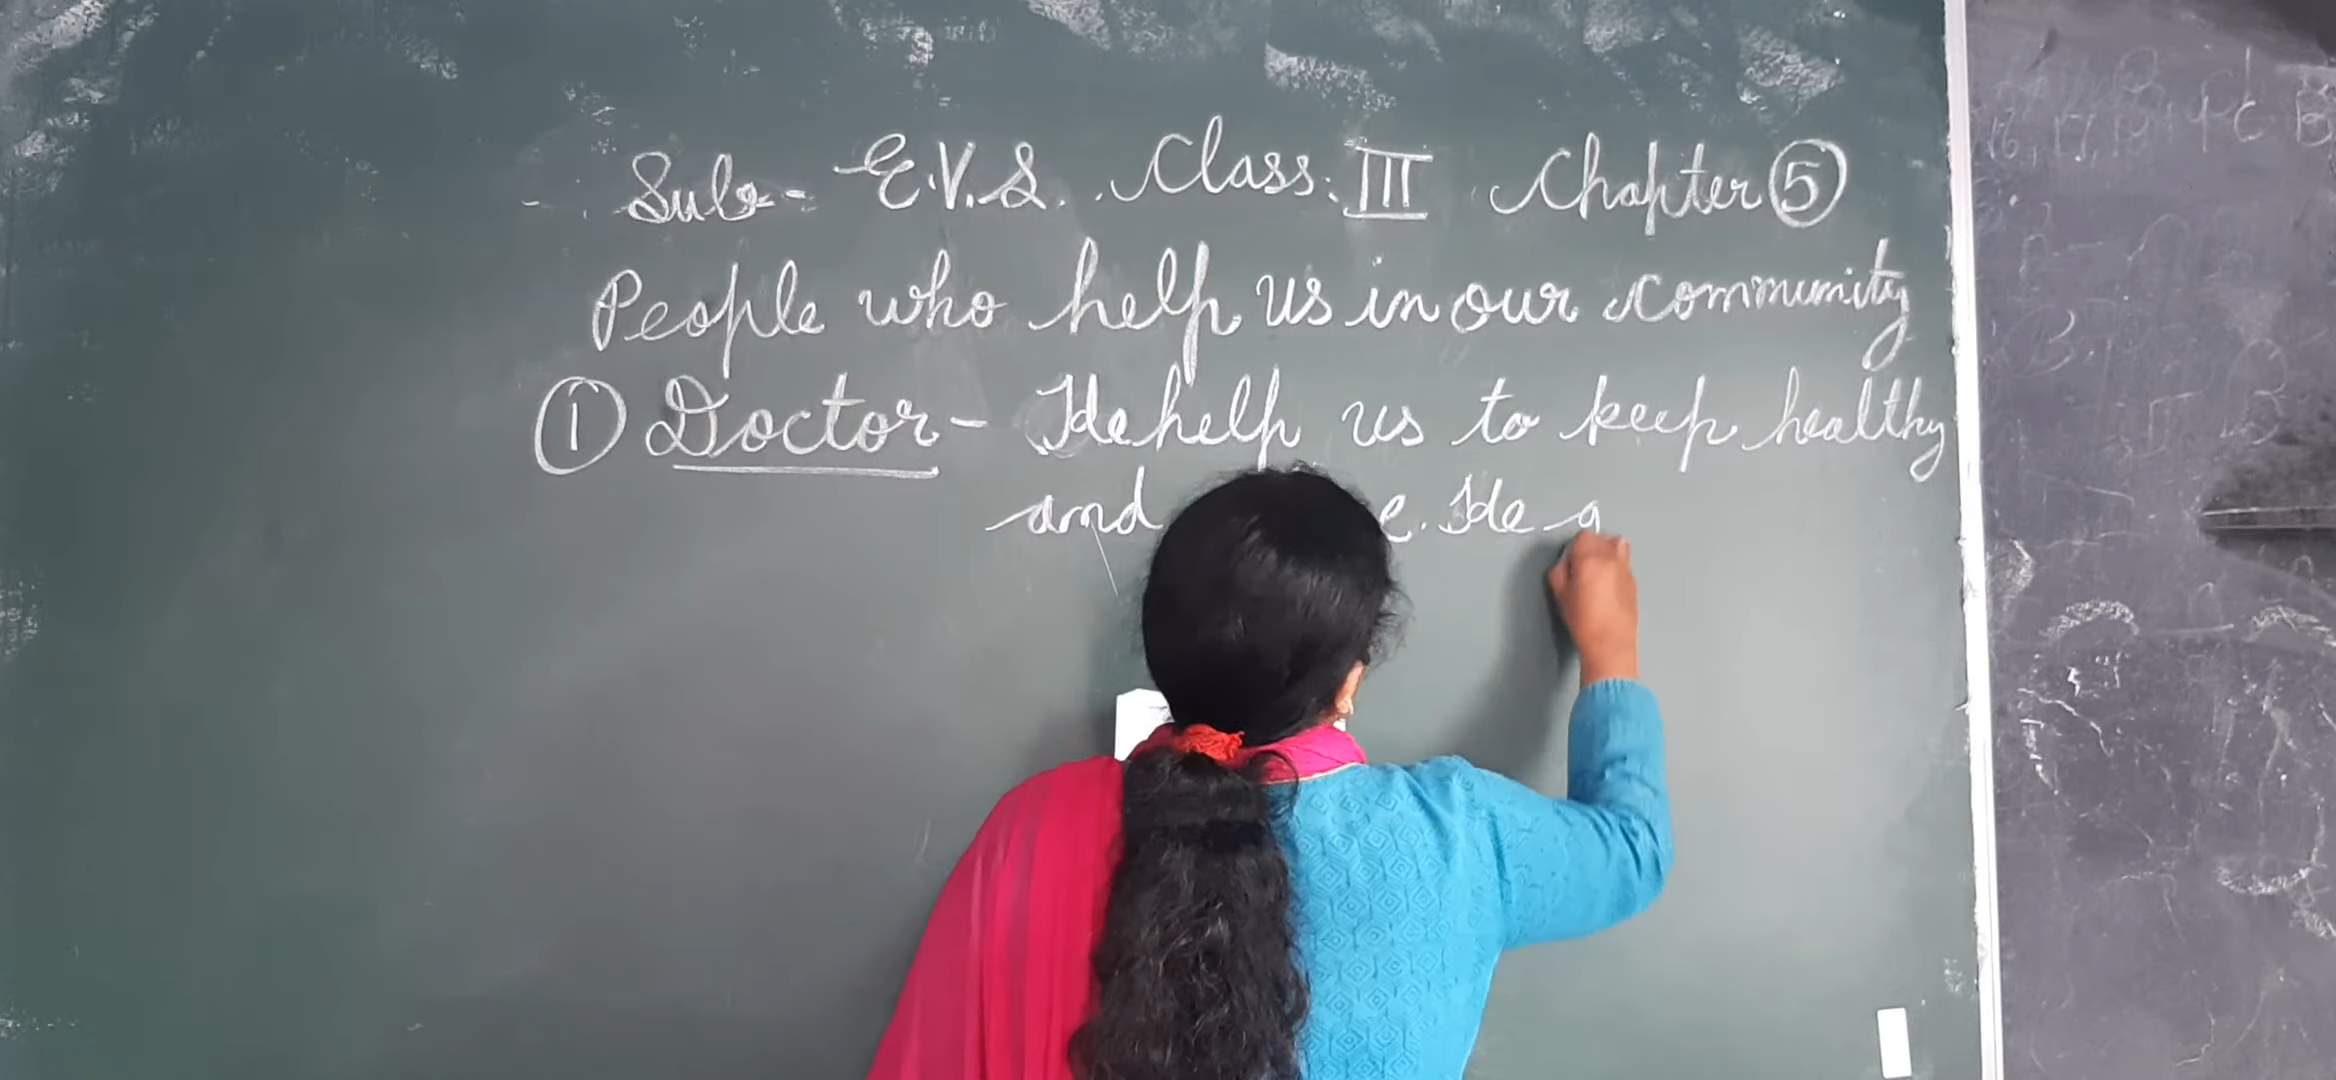 Sub - E.V.S. Class: III Chapter 5
People who help us in our community
1 Doctor - He help us to keep healthy
and He